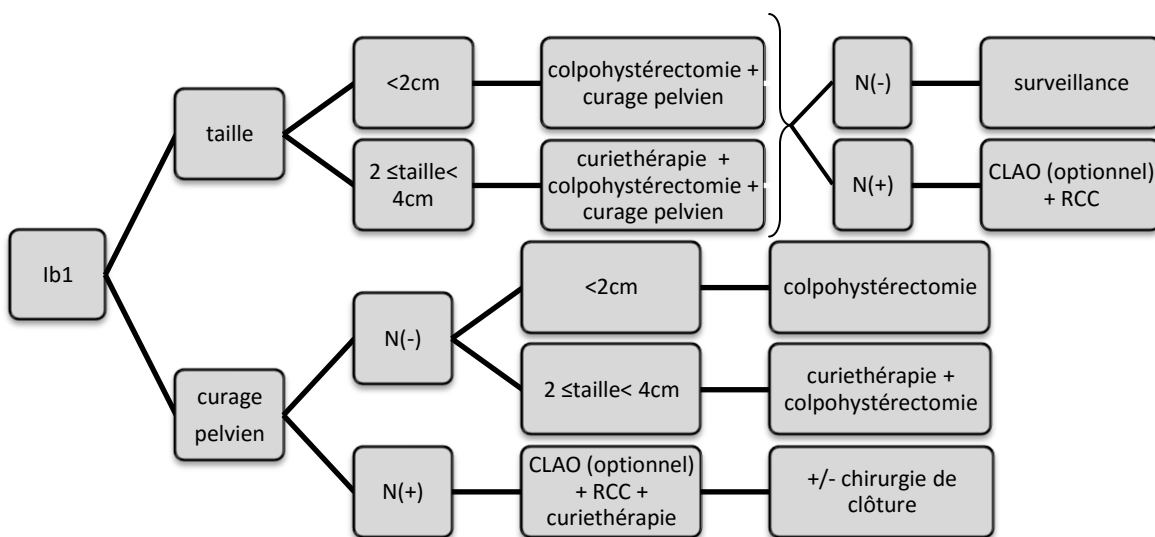 Ib1
taille
<2cm
colpohystérectomie +
curage pelvien
2 ≤taille<
4cm
curiethérapie +
colpohystérectomie +
curage pelvien
N(-)
surveillance
N(+)
CLAO (optionnel)
+ RCC
curage
pelvien
N(-)
<2cm
colpohystérectomie
2 ≤taille< 4cm
curiethérapie +
colpohystérectomie
N(+)
CLAO (optionnel)
+ RCC +
curiethérapie
+/- chirurgie de
clôture